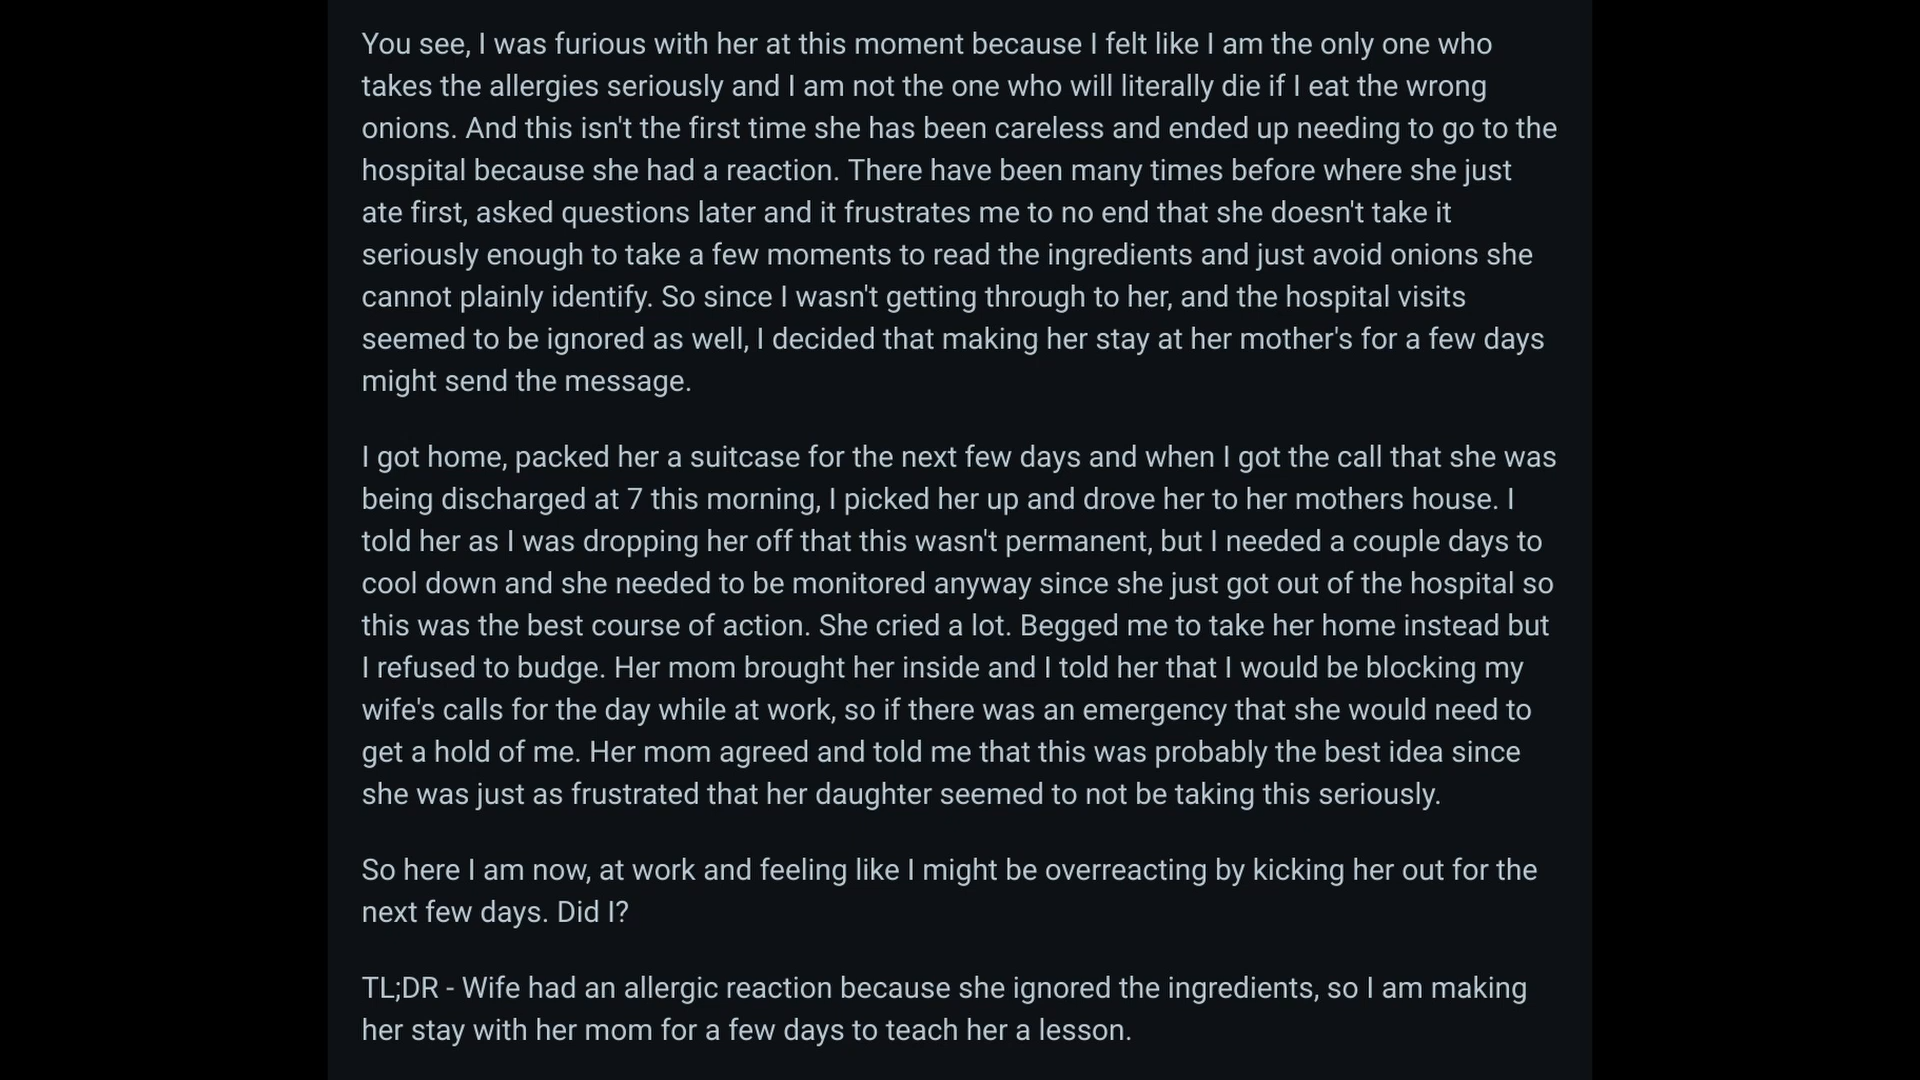 You see, I was furious with her at this moment because I felt like I am the only one who
takes the allergies seriously and I am not the one who will literally die if I eat the wrong
onions. And this isn't the first time she has been careless and ended up needing to go to the
hospital because she had a reaction. There have been many times before where she just
ate first, asked questions later and it frustrates me to no end that she doesn't take it
seriously enough to take a few moments to read the ingredients and just avoid onions she
cannot plainly identify. So since I wasn't getting through to her, and the hospital visits
seemed to be ignored as well, I decided that making her stay at her mother's for a few days
might send the message.
I got home, packed her a suitcase for the next few days and when I got the call that she was
being discharged at 7 this morning, I picked her up and drove her to her mothers house. I
told her as I was dropping her off that this wasn't permanent, but I needed a couple days to
cool down and she needed to be monitored anyway since she just got out of the hospital so
this was the best course of action. She cried a lot. Begged me to take her home instead but
I refused to budge. Her mom brought her inside and I told her that I would be blocking my
wife's calls for the day while at work, so if there was an emergency that she would need to
get a hold of me. Her mom agreed and told me that this was probably the best idea since
she was just as frustrated that her daughter seemed to not be taking this seriously.
So here I am now, at work and feeling like I might be overreacting by kicking her out for the
next few days. Did I?
TL;DR - Wife had an allergic reaction because she ignored the ingredients, so I am making
her stay with her mom for a few days to teach her a lesson.